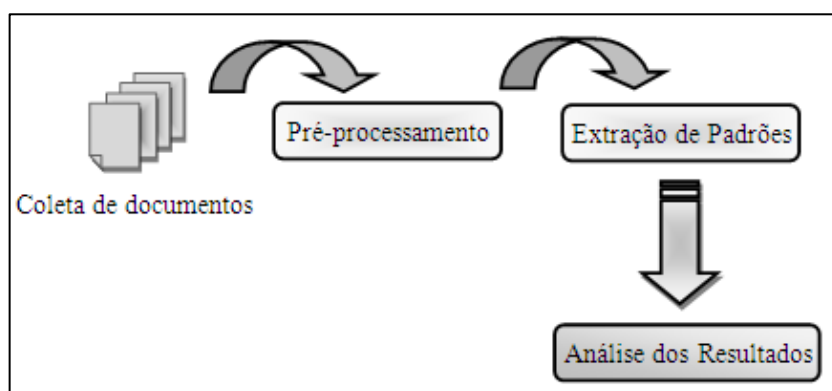 Coleta de documentos
Pré-processamento
Extração de Padrões
Análise dos Resultados